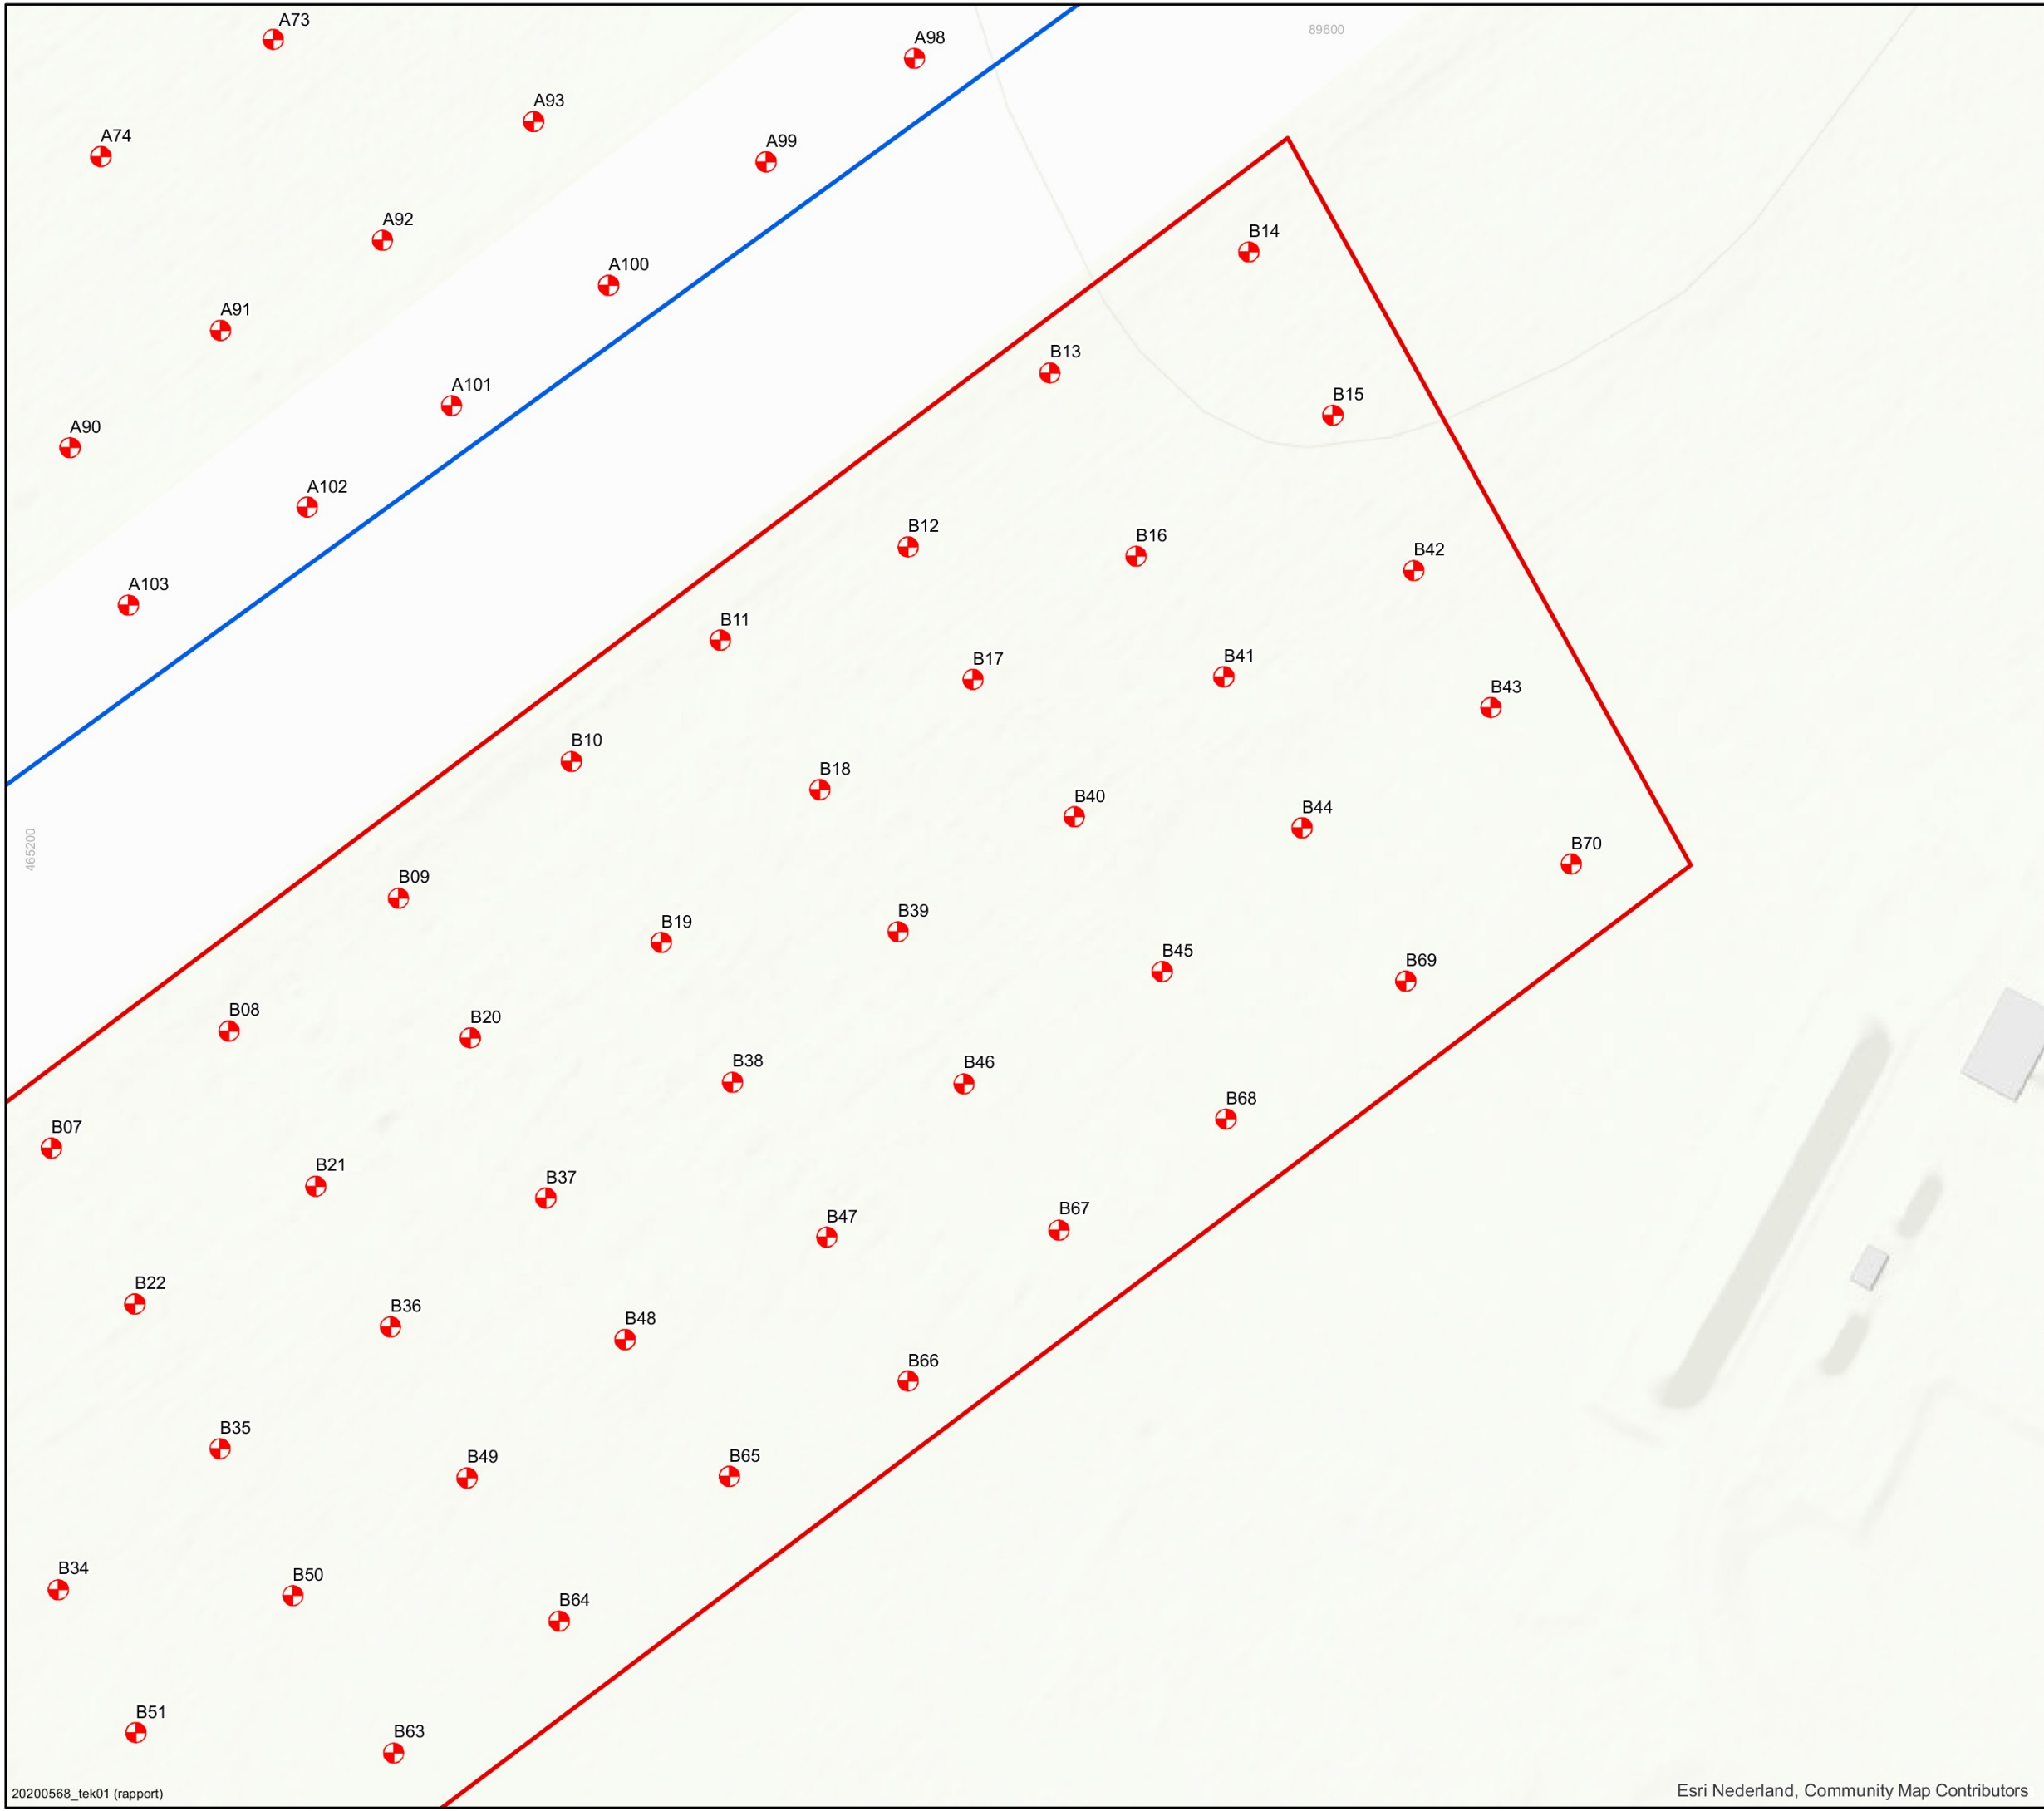 A73
89600
A98
A93
A99
A74
A92
B14
A100
A91
B13
A101
B15
A90
A102
B12
B16
B42
A103
B11
B41
B17
B43
B10
B18
B40
B44
465200
B70
B09
B39
B19
B45
B69
B08
B20
B38
B46
B68
B07
B21
B37
B67
B47
B22
B36
B48
B66
B35
B65
B49
B34
B50
B64
B51
B63
20200568_tek01 (rapport)
Esri Nederland, Community Map Contributors